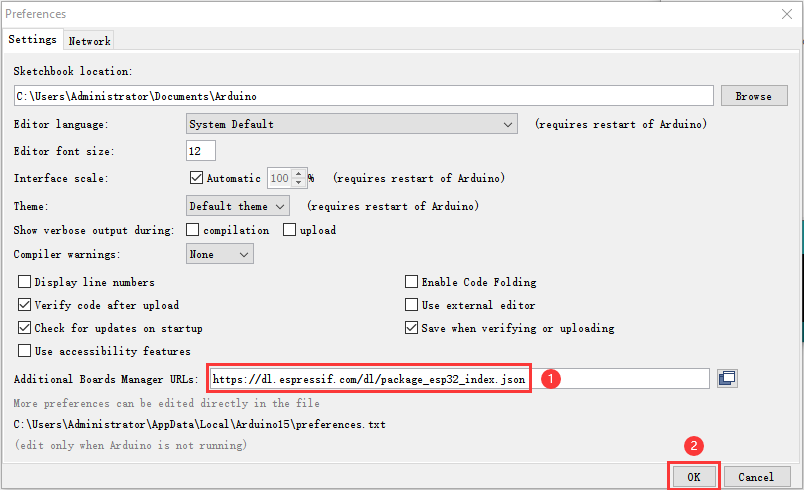 Preferences
Settings Network
Sketchbook location:
C:\Users\Administrator\Documents\Arduino Browse
Editor language: System Default (requires restart of Arduino)
Editor font size: 12
Interface scale: Automatic 100 % (requires restart of Arduino)
Theme: Default theme (requires restart of Arduino)
Show verbose output during: compilation upload
Compiler warnings: None
Display line numbers Enable Code Folding
Verify code after upload Use external editor
Check for updates on startup Save when verifying or uploading
Use accessibility features
Additional Boards Manager URLs: https://dl.espressif.com/dl/package_esp32_index.json 1
More preferences can be edited directly in the file
C:\Users\Administrator\AppData\Local\Arduino15\preferences.txt
(edit only when Arduino is not running)
2
OK Cancel